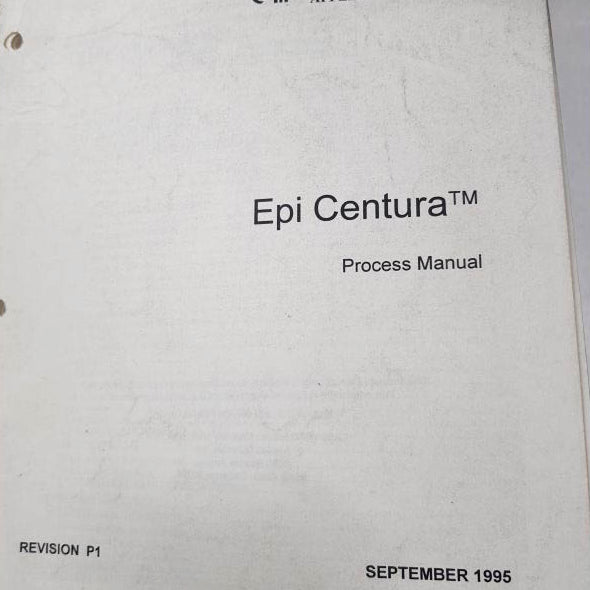 Epi Centura™
Process Manual
REVISION P1
SEPTEMBER 1995